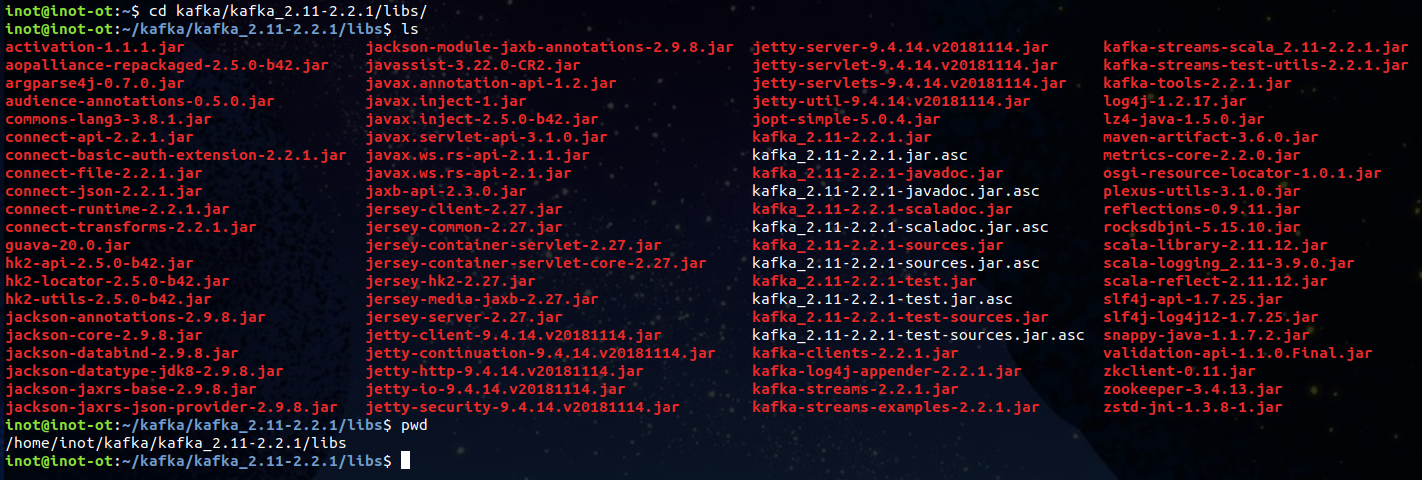 inot@inot-ot:~$ cd kafka/kafka_2.11-2.2.1/libs/
inot@inot-ot:~/kafka/kafka_2.11-2.2.1/libs$ ls
activation-1.1.1.jar jackson-module-jaxb-annotations-2.9.8.jar jetty-server-9.4.14.v20181114.jar kafka-streams-scala_2.11-2.2.1.jar
aopalliance-repackaged-2.5.0-b42.jar javassist-3.22.0-CR2.jar jetty-servlet-9.4.14.v20181114.jar kafka-streams-test-utils-2.2.1.jar
argparse4j-0.7.0.jar javax.annotation-api-1.2.jar jetty-servlets-9.4.14.v20181114.jar kafka-tools-2.2.1.jar
audience-annotations-0.5.0.jar javax.inject-1.jar jetty-util-9.4.14.v20181114.jar log4j-1.2.17.jar
commons-lang3-3.8.1.jar javax.inject-2.5.0-b42.jar jopt-simple-5.0.4.jar lz4-java-1.5.0.jar
connect-api-2.2.1.jar javax.servlet-api-3.1.0.jar kafka_2.11-2.2.1.jar maven-artifact-3.6.0.jar
connect-basic-auth-extension-2.2.1.jar javax.ws.rs-api-2.1.1.jar kafka_2.11-2.2.1.jar.asc metrics-core-2.2.0.jar
connect-file-2.2.1.jar javax.ws.rs-api-2.1.jar kafka_2.11-2.2.1-javadoc.jar osgi-resource-locator-1.0.1.jar
connect-json-2.2.1.jar jaxb-api-2.3.0.jar kafka_2.11-2.2.1-javadoc.jar.asc plexus-utils-3.1.0.jar
connect-runtime-2.2.1.jar jersey-client-2.27.jar kafka_2.11-2.2.1-scaladoc.jar reflections-0.9.11.jar
connect-transforms-2.2.1.jar jersey-common-2.27.jar kafka_2.11-2.2.1-scaladoc.jar.asc rocksdbjni-5.15.10.jar
guava-20.0.jar jersey-container-servlet-2.27.jar kafka_2.11-2.2.1-sources.jar scala-library-2.11.12.jar
hk2-api-2.5.0-b42.jar jersey-container-servlet-core-2.27.jar kafka_2.11-2.2.1-sources.jar.asc scala-logging_2.11-3.9.0.jar
hk2-locator-2.5.0-b42.jar jersey-hk2-2.27.jar kafka_2.11-2.2.1-test.jar scala-reflect-2.11.12.jar
hk2-utils-2.5.0-b42.jar jersey-media-jaxb-2.27.jar kafka_2.11-2.2.1-test.jar.asc slf4j-api-1.7.25.jar
jackson-annotations-2.9.8.jar jersey-server-2.27.jar kafka_2.11-2.2.1-test-sources.jar slf4j-log4j12-1.7.25.jar
jackson-core-2.9.8.jar jetty-client-9.4.14.v20181114.jar kafka_2.11-2.2.1-test-sources.jar.asc snappy-java-1.1.7.2.jar
jackson-databind-2.9.8.jar jetty-continuation-9.4.14.v20181114.jar kafka-clients-2.2.1.jar validation-api-1.1.0.Final.jar
jackson-datatype-jdk8-2.9.8.jar jetty-http-9.4.14.v20181114.jar kafka-log4j-appender-2.2.1.jar zkclient-0.11.jar
jackson-jaxrs-base-2.9.8.jar jetty-io-9.4.14.v20181114.jar kafka-streams-2.2.1.jar zookeeper-3.4.13.jar
jackson-jaxrs-json-provider-2.9.8.jar jetty-security-9.4.14.v20181114.jar kafka-streams-examples-2.2.1.jar zstd-jni-1.3.8-1.jar
inot@inot-ot:~/kafka/kafka_2.11-2.2.1/libs$ pwd
/home/inot/kafka/kafka_2.11-2.2.1/libs
inot@inot-ot:~/kafka/kafka_2.11-2.2.1/libs$